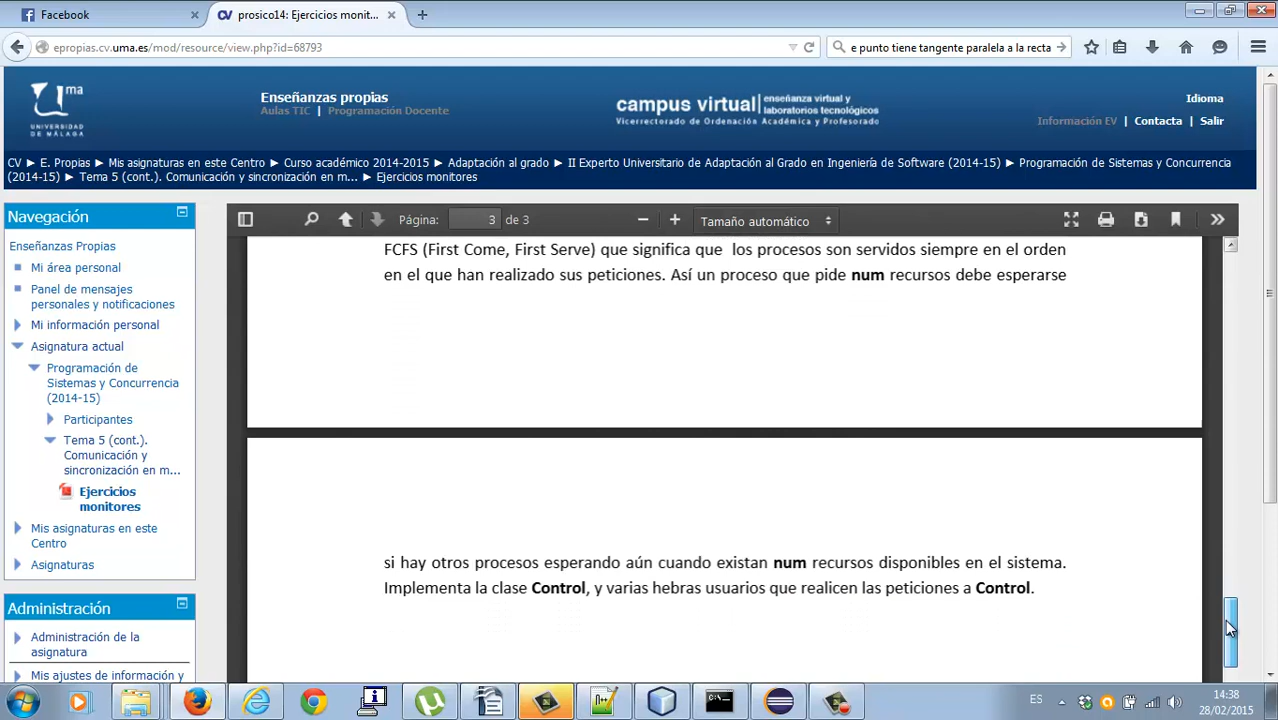 Facebook
prosico14: Ejercicios monit...
epropias.cv.uma.es/mod/resource/view.php?id=68793
e punto tiene tangente paralela a la recta
uma
UNIVERSIDAD
DE MÁLAGA
Enseñanzas propias
Aulas TIC | Programación Docente
campus virtual
enseñanza virtual y
laboratorios tecnológicos
Vicerrectorado de Ordenación Académica y Profesorado
Idioma
Información EV | Contacta | Salir
CV ► E. Propias ► Mis asignaturas en este Centro ► Curso académico 2014-2015 ► Adaptación al grado ► II Experto Universitario de Adaptación al Grado en Ingeniería de Software (2014-15) ► Programación de Sistemas y Concurrencia
(2014-15) ► Tema 5 (cont.). Comunicación y sincronización en m... ► Ejercicios monitores
Navegación
Enseñanzas Propias
Mi área personal
Panel de mensajes
personales y notificaciones
Mi información personal
Asignatura actual
Programación de
Sistemas y Concurrencia
(2014-15)
Participantes
Tema 5 (cont.).
Comunicación y
sincronización en m...
Ejercicios
monitores
Mis asignaturas en este
Centro
Asignaturas
Administración
Administración de la
asignatura
Mis ajustes de información y
Página: 3 de 3
Tamaño automático
FCFS (First Come, First Serve) que significa que los procesos son servidos siempre en el orden
en el que han realizado sus peticiones. Así un proceso que pide num recursos debe esperarse
si hay otros procesos esperando aún cuando existan num recursos disponibles en el sistema.
Implementa la clase Control, y varias hebras usuarios que realicen las peticiones a Control.
ES
14:38
28/02/2015